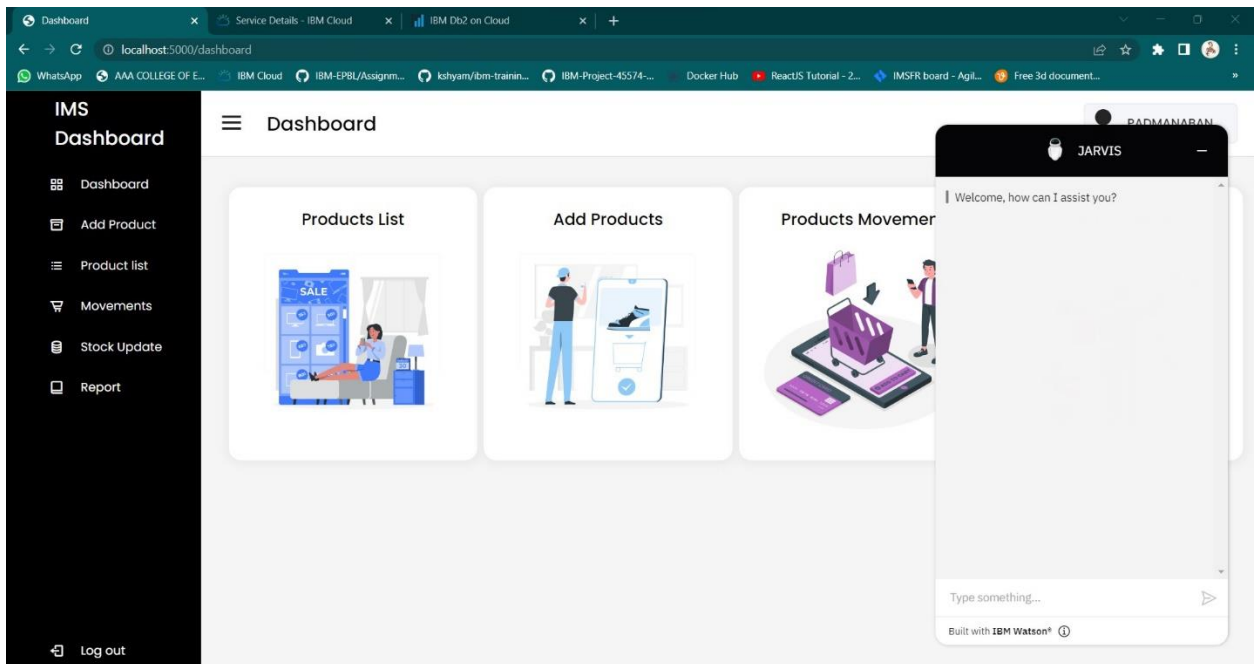 Dashboard
Service Details - IBM Cloud
IBM Db2 on Cloud
localhost:5000/dashboard
WhatsApp
AAA COLLEGE OF E...
IBM Cloud
IBM-EPBL/Assignm...
kshyam/ibm-trainin...
IBM-Project-45574-...
Docker Hub
ReactJS Tutorial - 2...
IMSFR board - Agil...
Free 3d document...
»
IMS
Dashboard
Dashboard
Add Product
Product list
Movements
Stock Update
Report
Log out
Dashboard
PADMANABAN
Products List
SALE
Add Products
Products Movemen
JARVIS
Welcome, how can I assist you?
Type something...
Built with IBM Watson®